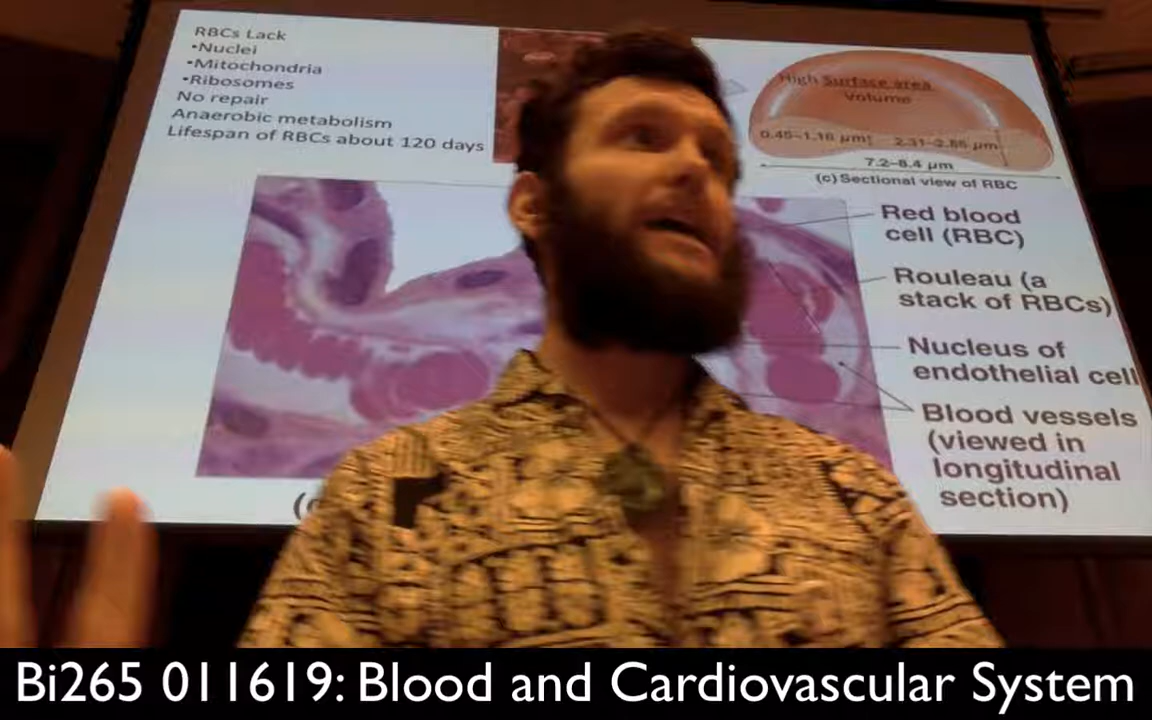 RBCs Lack
•Nuclei
•Mitochondria
•Ribosomes
No repair
Anaerobic metabolism
Lifespan of RBCs about 120 days
High Surface area
Volume
0.45–1.16 µm
2.31–2.85 µm
7.2–8.4 µm
(c) Sectional view of RBC
Red blood
cell (RBC)
Rouleau (a
stack of RBCs)
Nucleus of
endothelial cell
Blood vessels
(viewed in
longitudinal
section)
Bi265 011619: Blood and Cardiovascular System